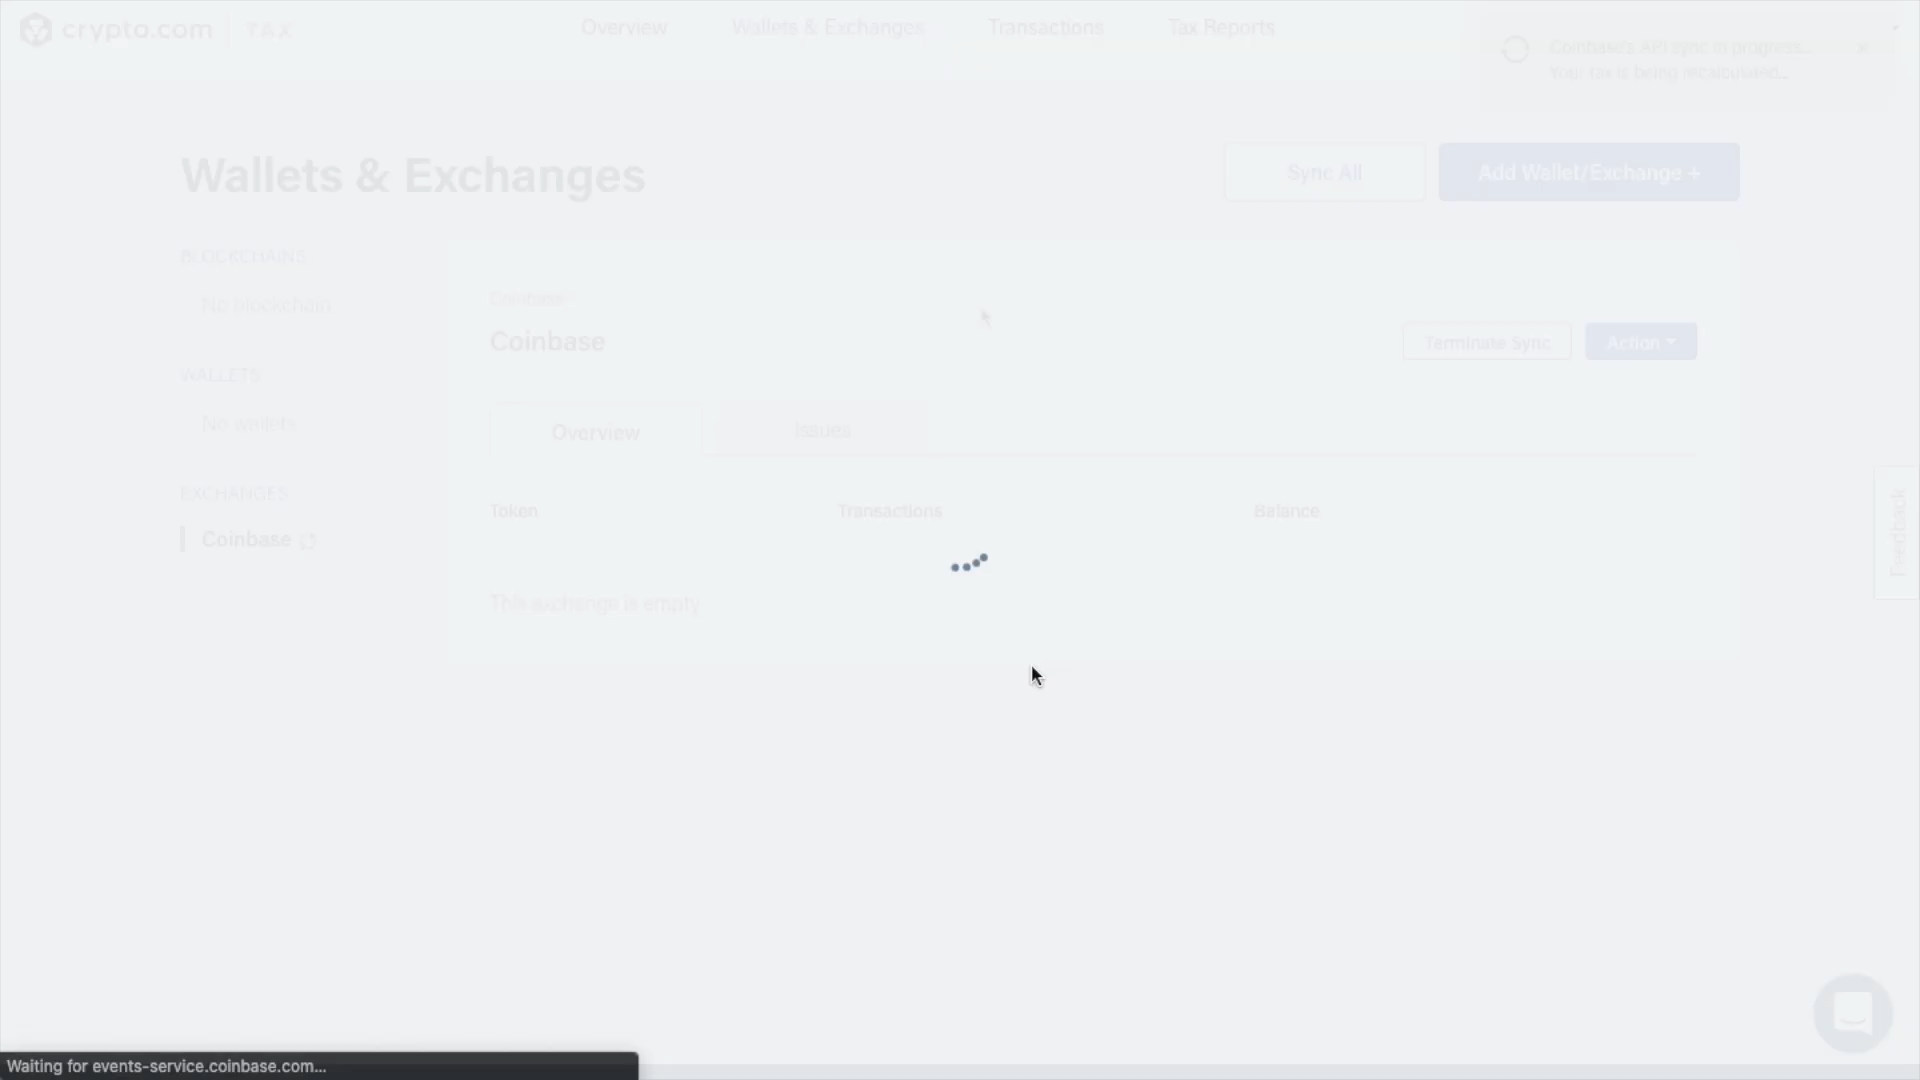 crypto.com TAX
Overview Wallets & Exchanges Transactions Tax Reports
Coinbase's API sync in progress...
Your tax is being recalculated...
Wallets & Exchanges
Sync All
Add Wallet/Exchange +
BLOCKCHAINS
No blockchain
WALLETS
No wallets
EXCHANGES
Coinbase
Coinbase
Coinbase
Terminate Sync
Action
Overview
Issues
Token Transactions Balance
This exchange is empty
Feedback
Waiting for events-service.coinbase.com...